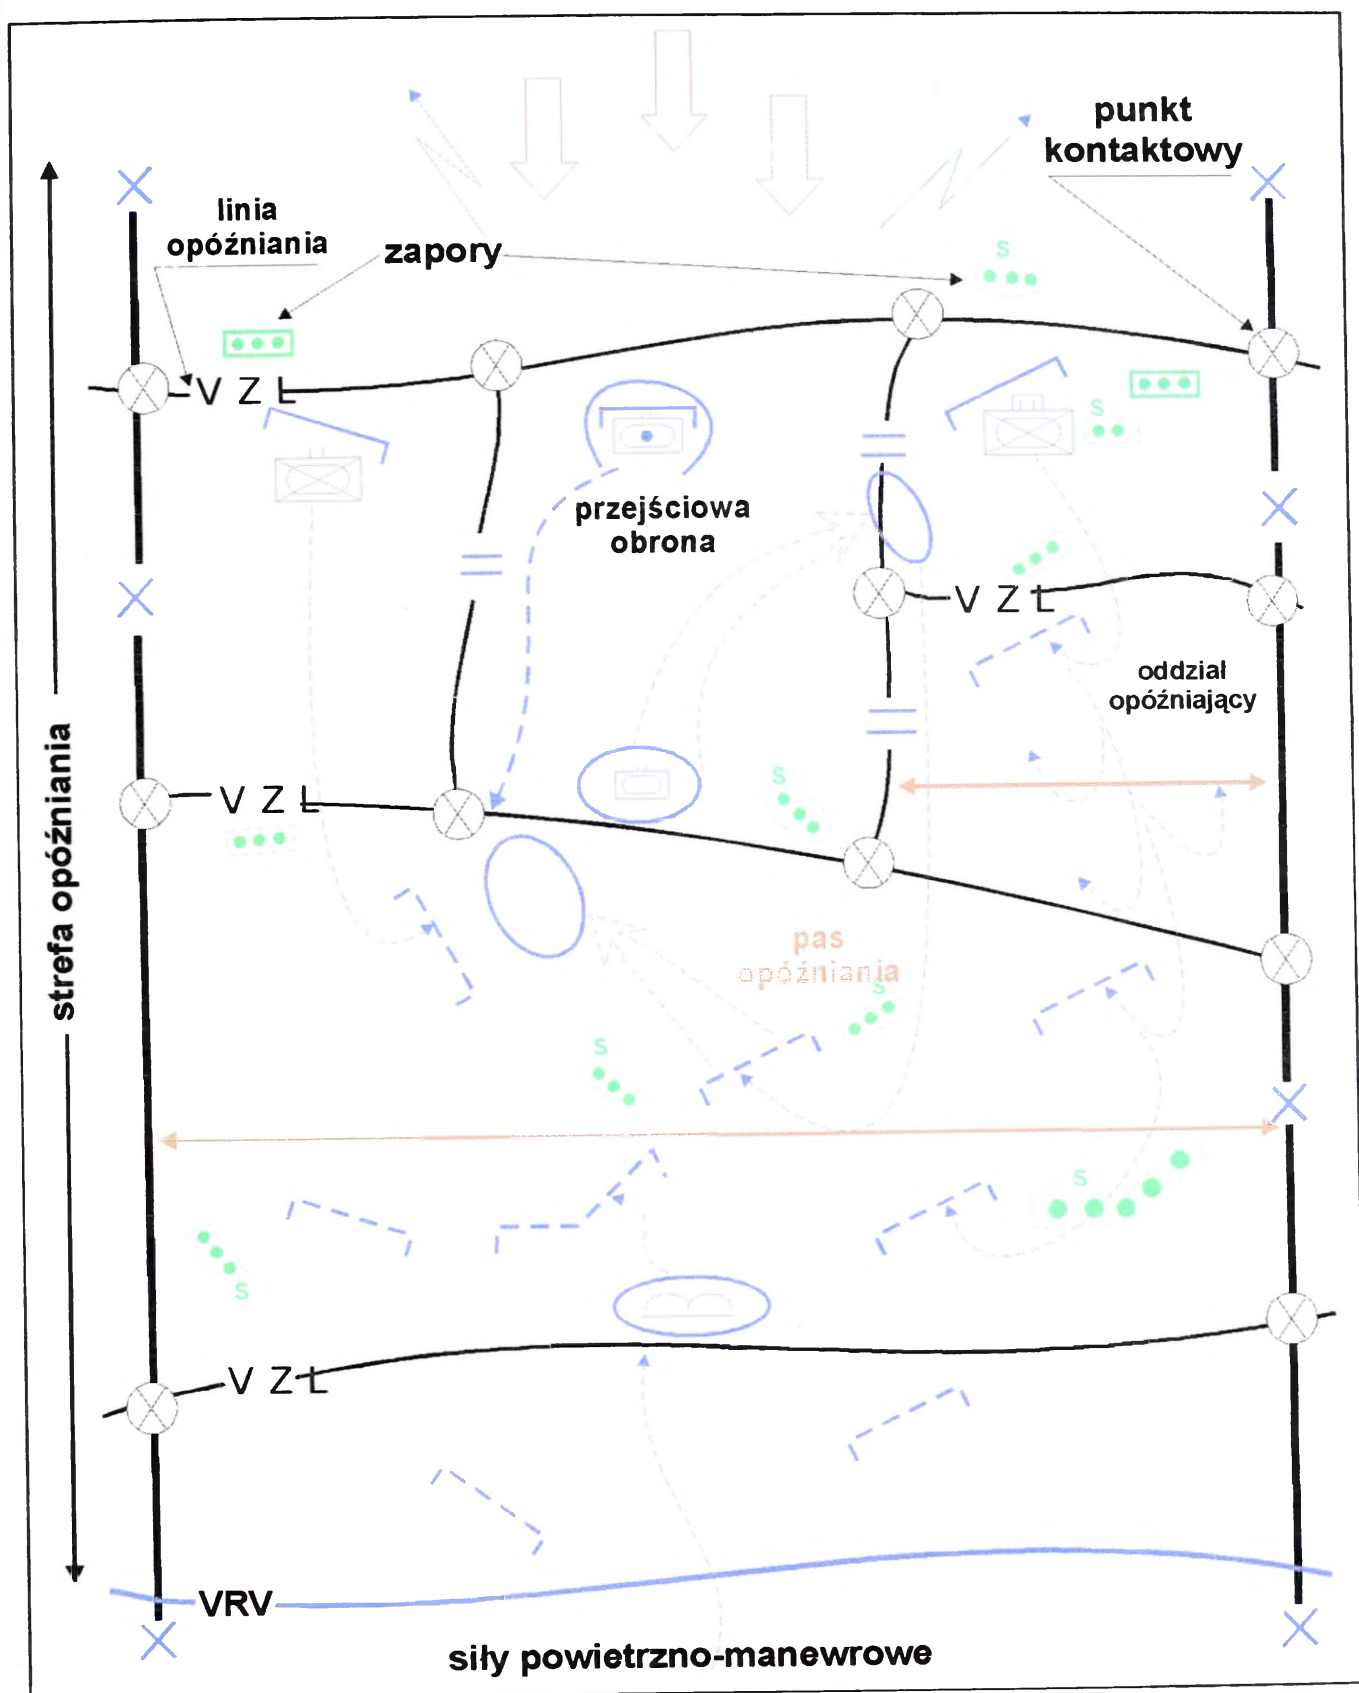 punkt
kontaktowy
linia
opóźniania
zapory
S
V Z Ł
S
przejściowa
obrona
V Z Ł
oddział
opóźniający
strefa opóźniania
S
V Z Ł
pas
opóźniania
S
S
S
S
V Z Ł
VRV
siły powietrzno-manewrowe